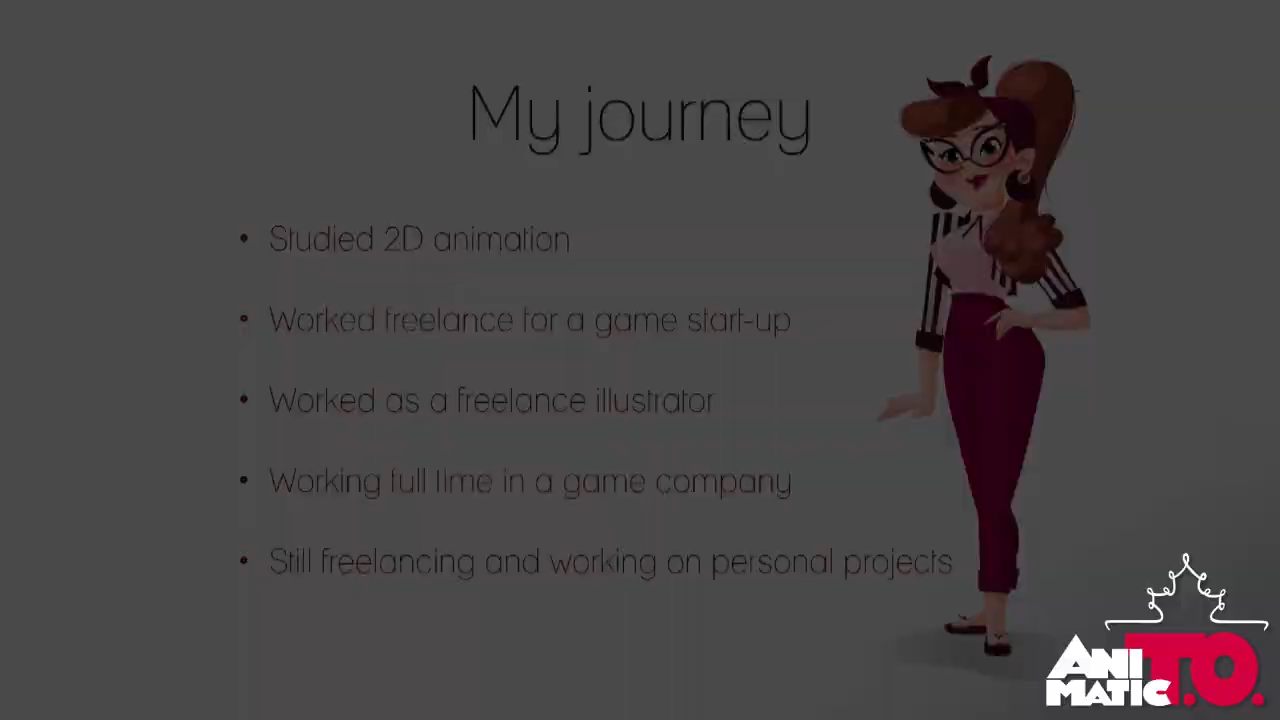 My journey
• Studied 2D animation
• Worked freelance for a game start-up
• Worked as a freelance illustrator
• Working full time in a game company
• Still freelancing and working on personal projects
ANI
MATIC T.O.